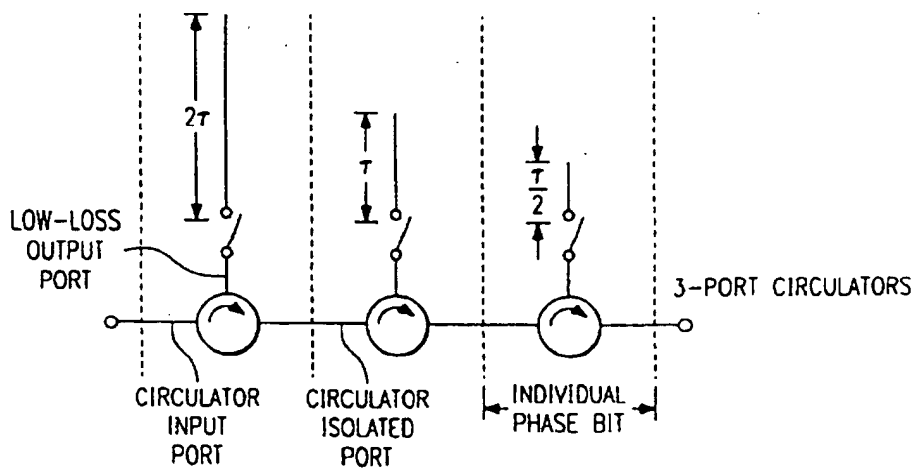 2τ
τ
τ
2
LOW-LOSS
OUTPUT
PORT
3-PORT CIRCULATORS
CIRCULATOR
INPUT
PORT
CIRCULATOR
ISOLATED
PORT
INDIVIDUAL
PHASE BIT